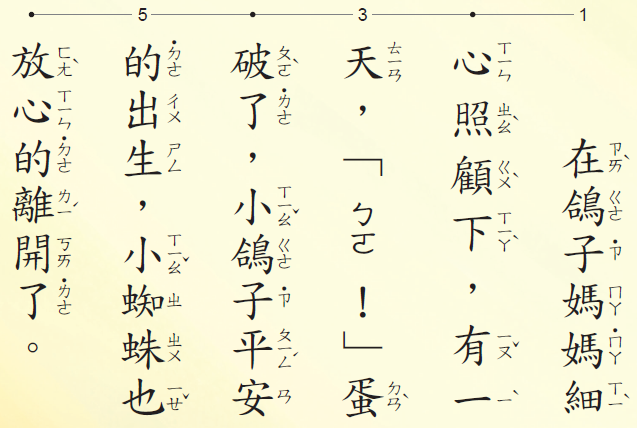 1 3 5
在鴿子媽媽細
心照顧下，有一
天，「ㄅㄛ！」蛋
破了，小鴿子平安
的出生，小蜘蛛也
放心的離開了。